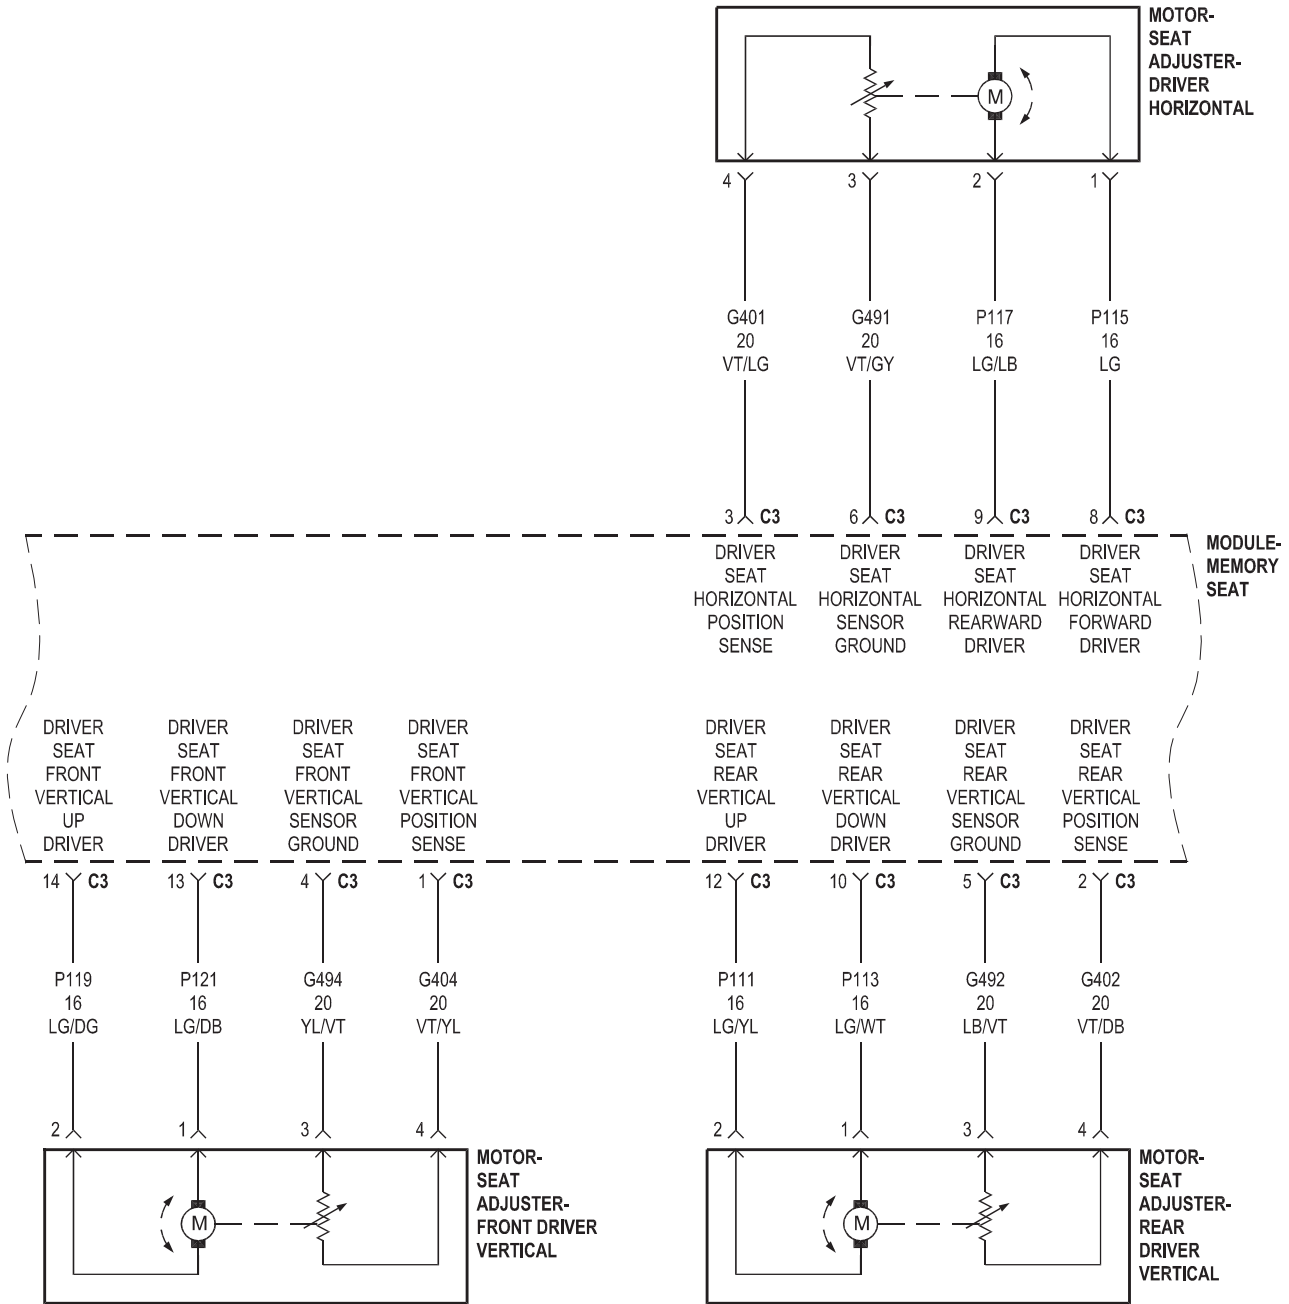 MOTOR-
SEAT
ADJUSTER-
DRIVER
HORIZONTAL
M
4 3 2 1
G401 G491 P117 P115
20 20 16 16
VT/LG VT/GY LG/LB LG
3 C3 6 C3 9 C3 8 C3
MODULE-
MEMORY
SEAT
DRIVER DRIVER DRIVER DRIVER
SEAT SEAT SEAT SEAT
HORIZONTAL HORIZONTAL HORIZONTAL HORIZONTAL
POSITION SENSOR REARWARD FORWARD
SENSE GROUND DRIVER DRIVER
DRIVER DRIVER DRIVER DRIVER DRIVER DRIVER DRIVER DRIVER
SEAT SEAT SEAT SEAT SEAT SEAT SEAT SEAT
FRONT FRONT FRONT FRONT REAR REAR REAR REAR
VERTICAL VERTICAL VERTICAL VERTICAL VERTICAL VERTICAL VERTICAL VERTICAL
UP DOWN SENSOR POSITION UP DOWN SENSOR POSITION
DRIVER DRIVER GROUND SENSE DRIVER DRIVER GROUND SENSE
14 C3 13 C3 4 C3 1 C3 12 C3 10 C3 5 C3 2 C3
P119 P121 G494 G404 P111 P113 G492 G402
16 16 20 20 16 16 20 20
LG/DG LG/DB YL/VT VT/YL LG/YL LG/WT LB/VT VT/DB
2 1 3 4 2 1 3 4
MOTOR-
SEAT
ADJUSTER-
FRONT DRIVER
VERTICAL
M
MOTOR-
SEAT
ADJUSTER-
REAR
DRIVER
VERTICAL
M